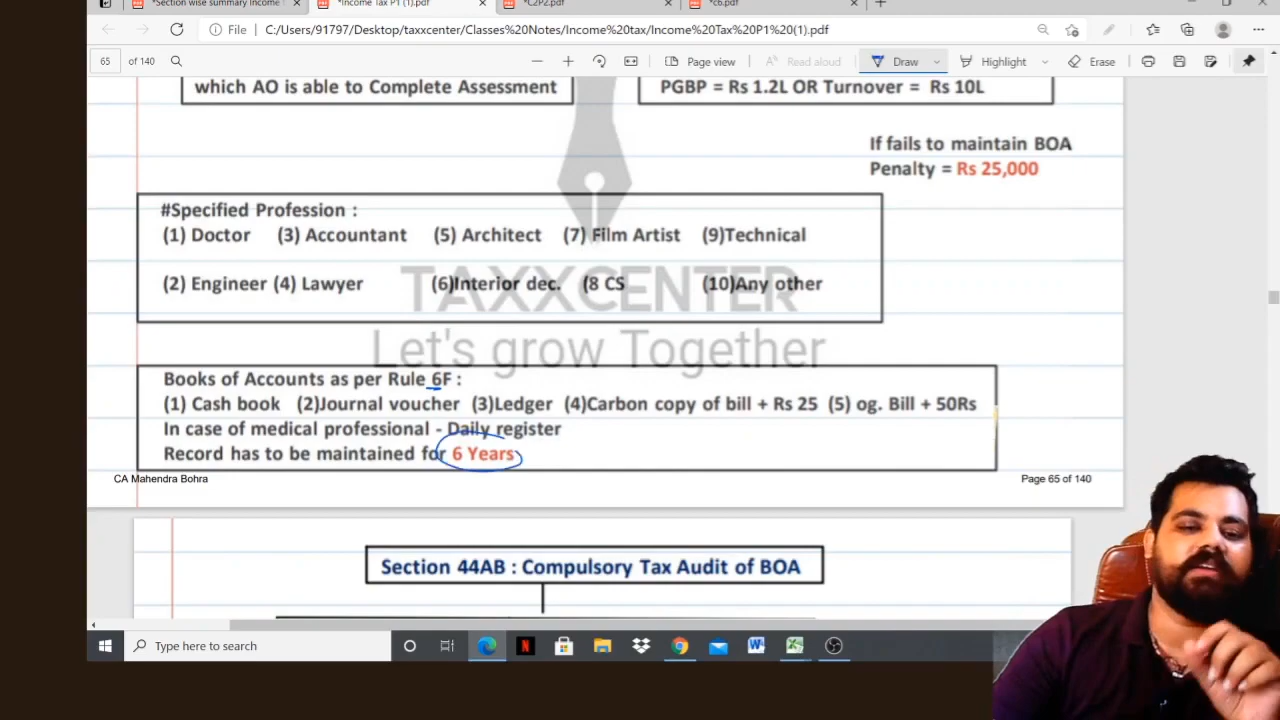 *Section wise summary Income
*Income Tax P1 (1).pdf
*C2P2.pdf
*c6.pdf
File C:/Users/91797/Desktop/taxxcenter/Classes%20Notes/Income%20tax/Income%20Tax%20P1%20(1).pdf
65 of 140 Page view Read aloud Draw Highlight Erase
which AO is able to Complete Assessment
PGBP = Rs 1.2L OR Turnover = Rs 10L
If fails to maintain BOA
Penalty = Rs 25,000
#Specified Profession :
(1) Doctor (3) Accountant (5) Architect (7) Film Artist (9)Technical
(2) Engineer (4) Lawyer (6)Interior dec. (8 CS (10)Any other
TAXXCENTER
Let's grow Together
Books of Accounts as per Rule 6F :
(1) Cash book (2)Journal voucher (3)Ledger (4)Carbon copy of bill + Rs 25 (5) og. Bill + 50Rs
In case of medical professional - Daily register
Record has to be maintained for 6 Years
CA Mahendra Bohra Page 65 of 140
Section 44AB : Compulsory Tax Audit of BOA
Type here to search